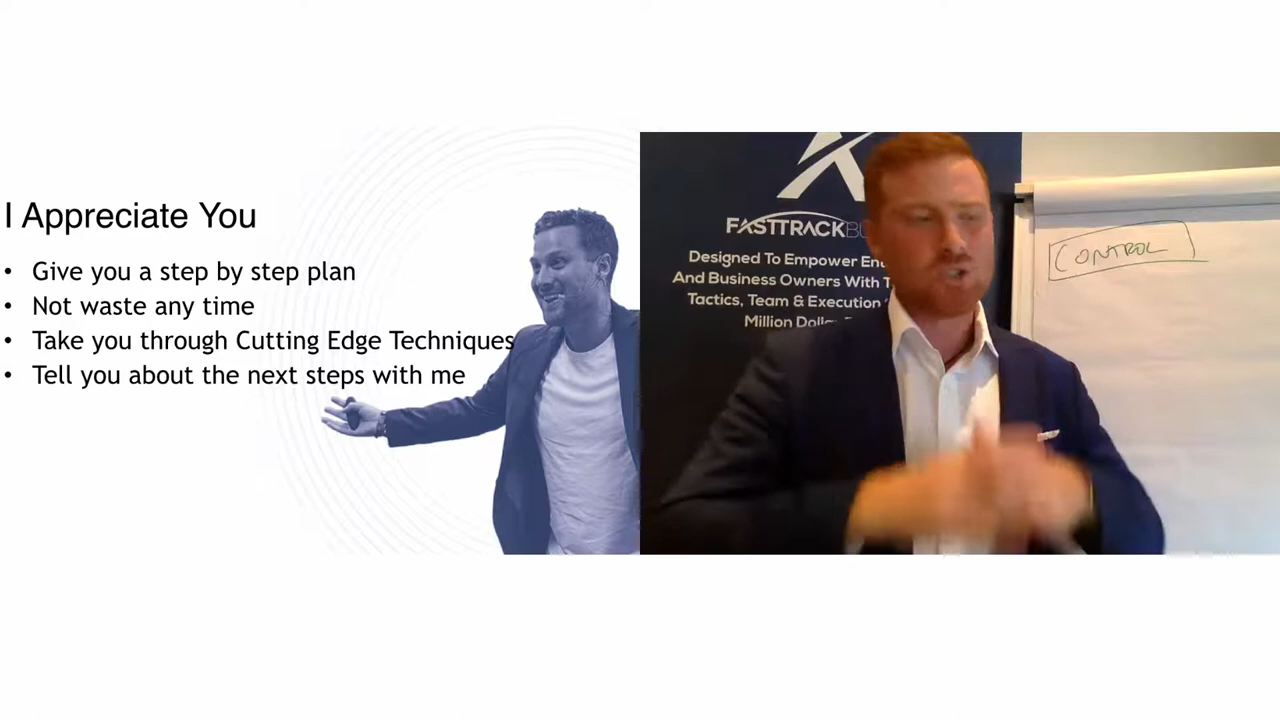 I Appreciate You
• Give you a step by step plan
• Not waste any time
• Take you through Cutting Edge Techniques
• Tell you about the next steps with me
FASTTRACK
Designed To Empower
And Business Owners With
Tactics, Team & Execution
Million
CONTROL